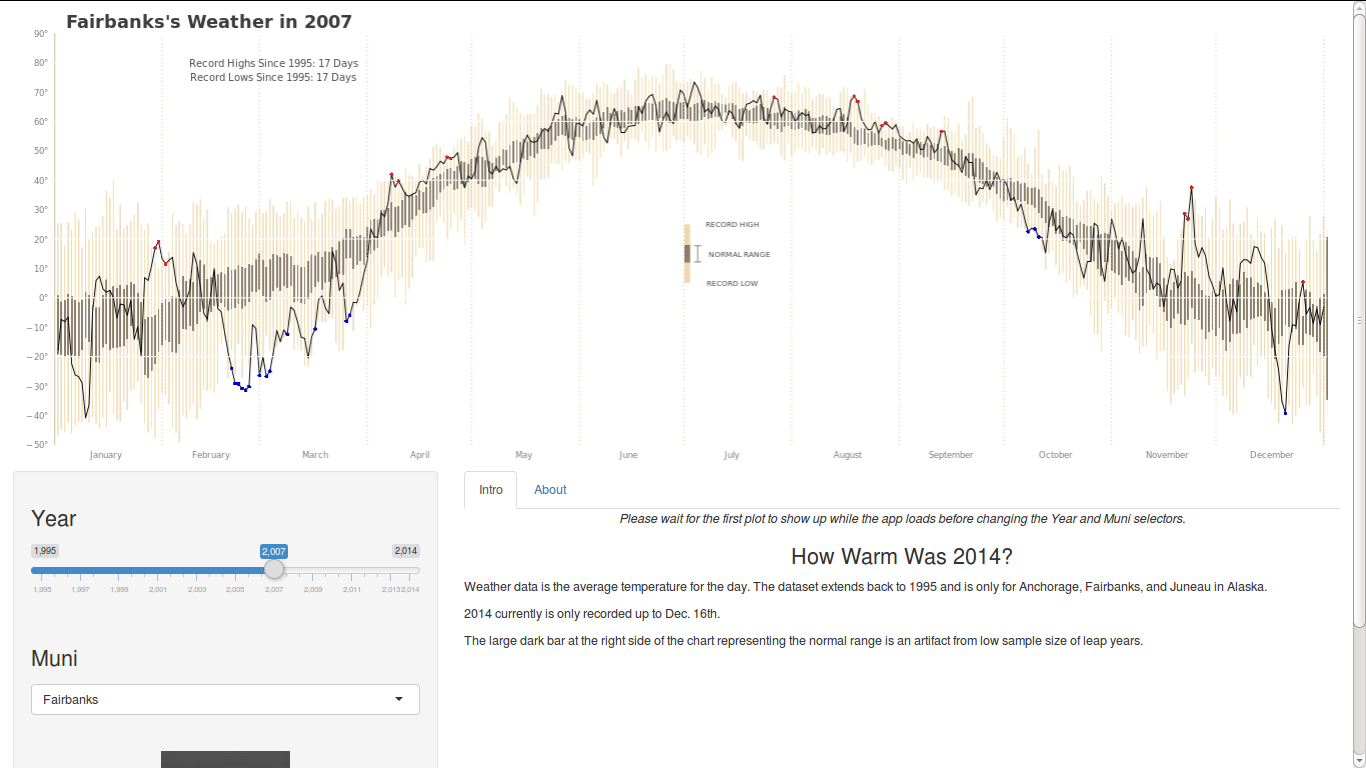 Fairbanks's Weather in 2007
90°
Record Highs Since 1995: 17 Days
80°
Record Lows Since 1995: 17 Days
70°
60°
50°
40°
30°
RECORD HIGH
20°
NORMAL RANGE
10°
RECORD LOW
0°
−10°
−20°
−30°
−40°
−50°
January February March April May June July August September October November December
Intro About
Year
Please wait for the first plot to show up while the app loads before changing the Year and Muni selectors.
1,995 2,007 2,014
How Warm Was 2014?
1,995 1,997 1,999 2,001 2,003 2,005 2,007 2,009 2,011 2,013 2,014
Weather data is the average temperature for the day. The dataset extends back to 1995 and is only for Anchorage, Fairbanks, and Juneau in Alaska.
2014 currently is only recorded up to Dec. 16th.
The large dark bar at the right side of the chart representing the normal range is an artifact from low sample size of leap years.
Muni
Fairbanks